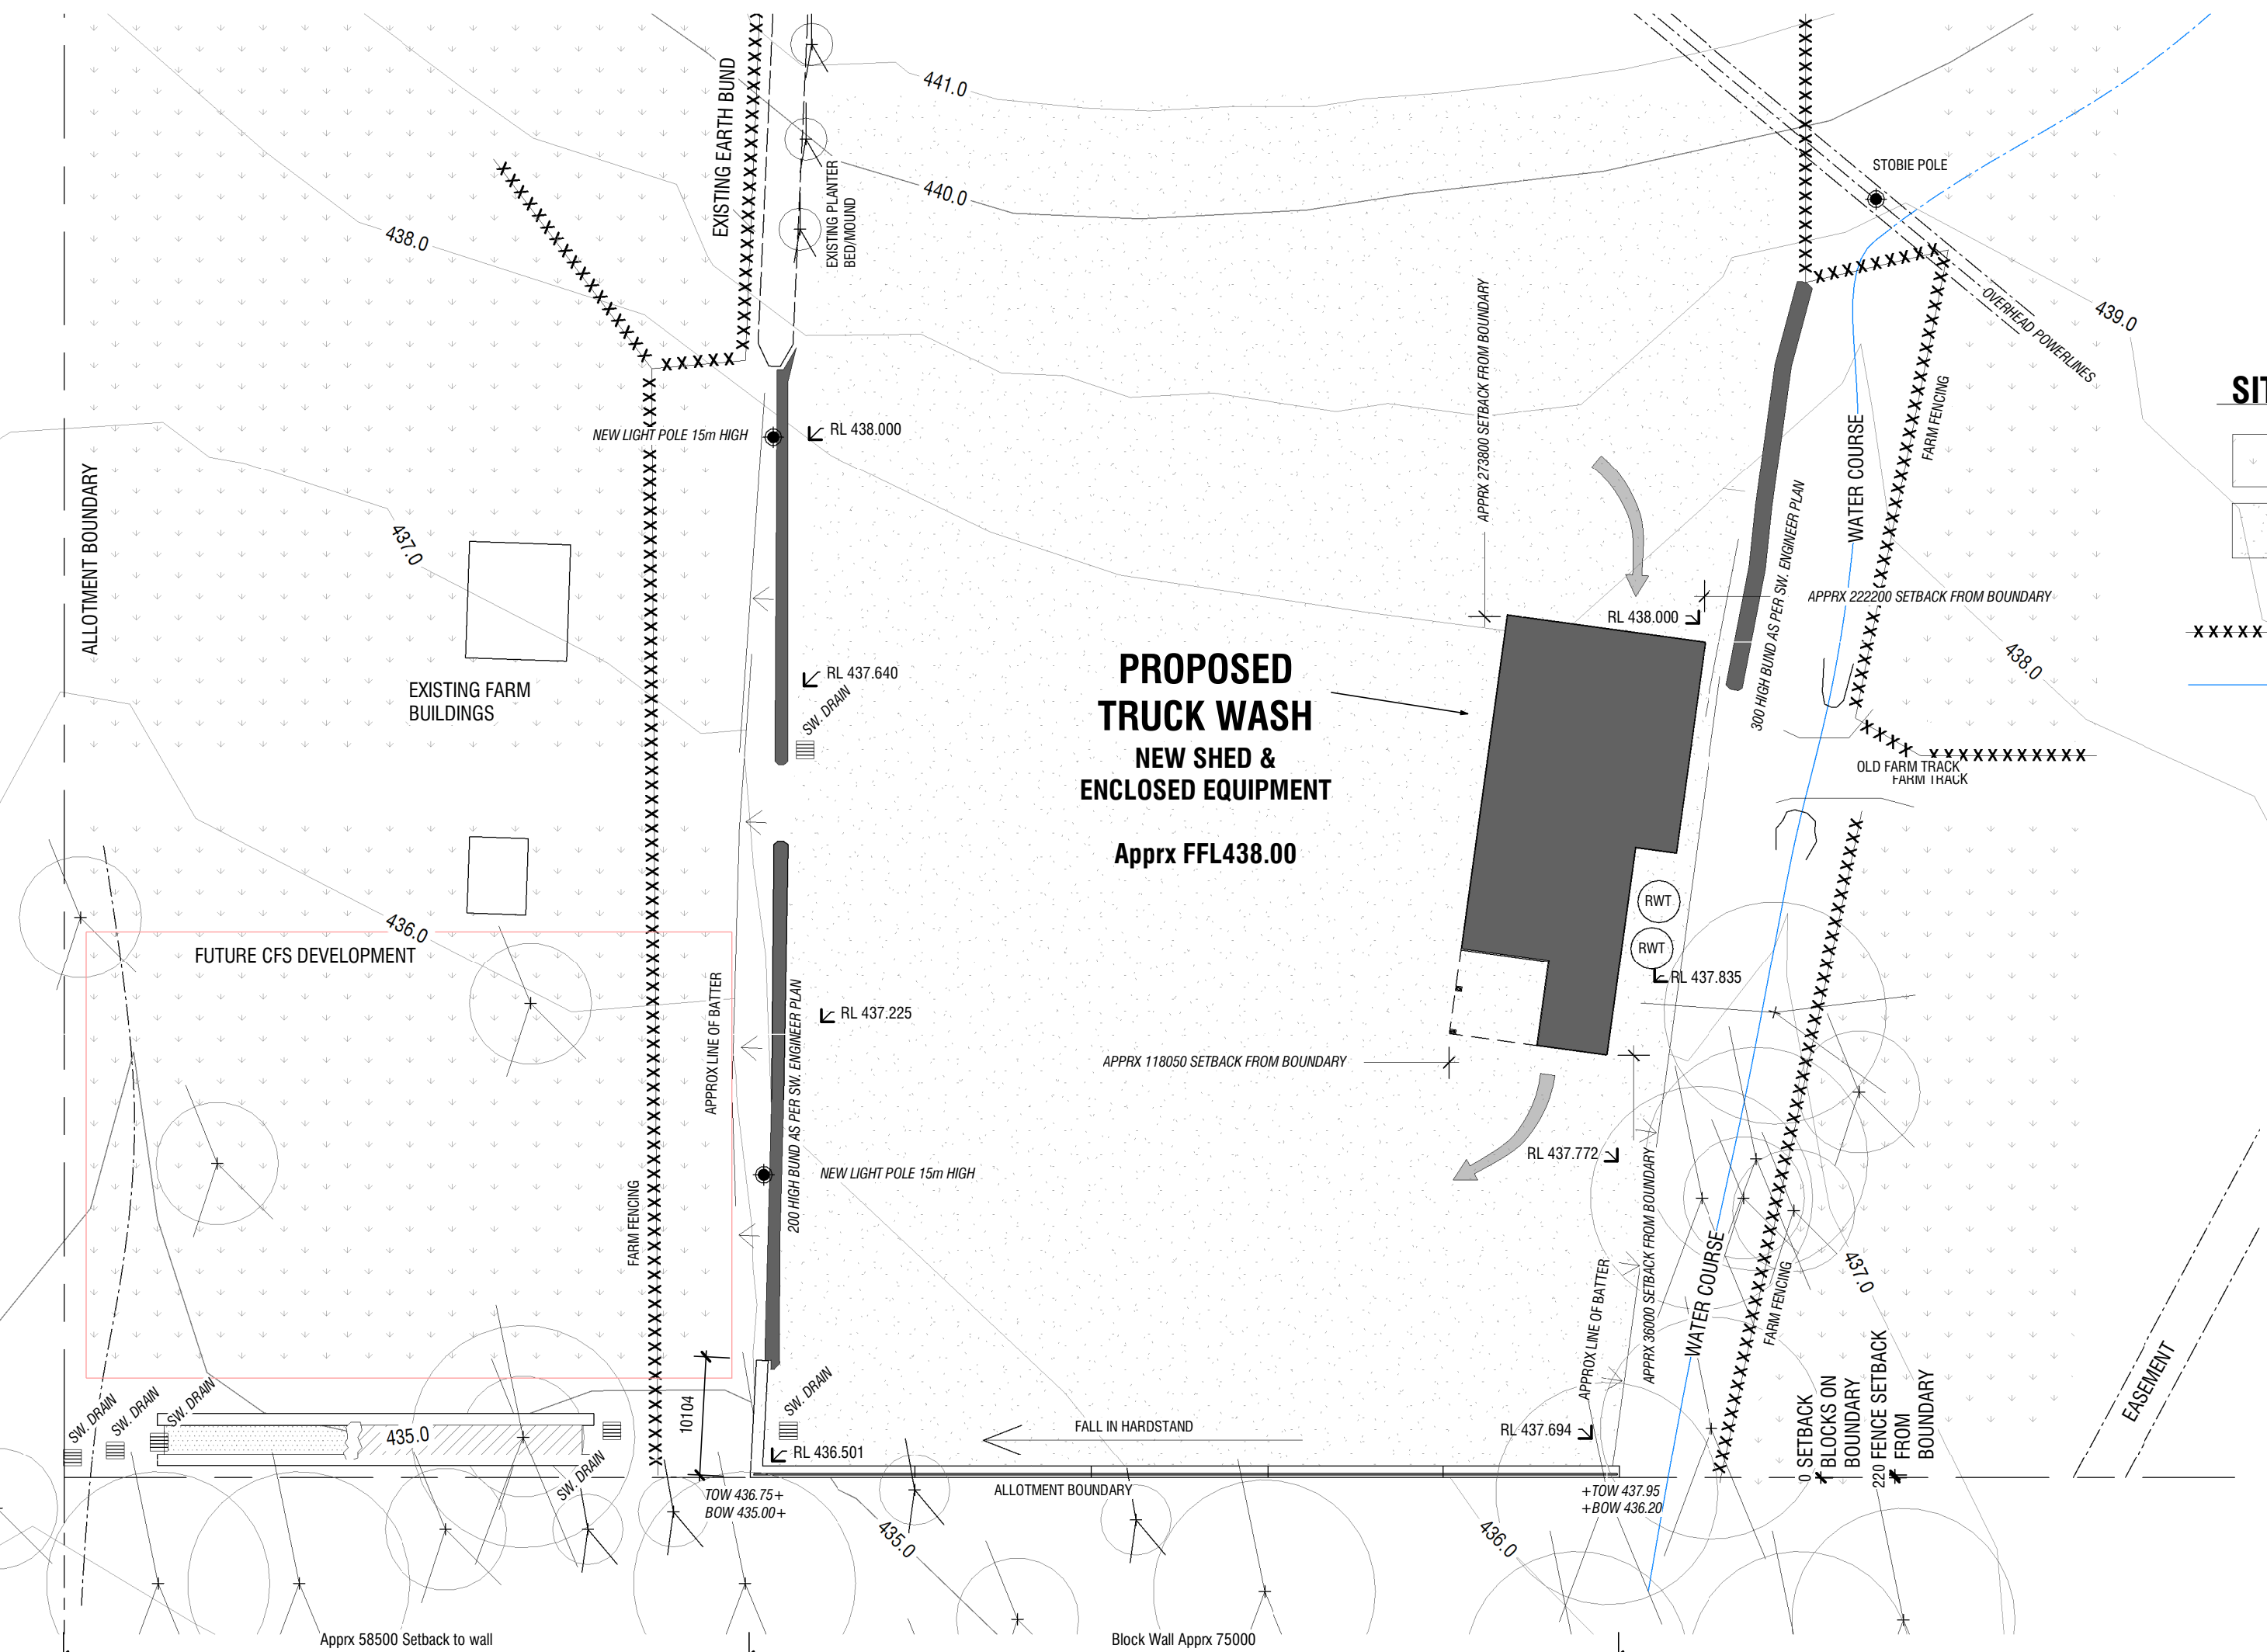 441.0
EXISTING EARTH BUND
EXISTING PLANTER
BED/MOUND
440.0
STOBIE POLE
438.0
OVERHEAD POWERLINES
439.0
APPRX 273800 SETBACK FROM BOUNDARY
FARM FENCING
WATER COURSE
NEW LIGHT POLE 15m HIGH
RL 438.000
ALLOTMENT BOUNDARY
437.0
300 HIGH BUND AS PER SW. ENGINEER PLAN
APPRX 222200 SETBACK FROM BOUNDARY
RL 438.000
438.0
PROPOSED
TRUCK WASH
NEW SHED &
ENCLOSED EQUIPMENT
Apprx FFL438.00
RL 437.640
SW. DRAIN
EXISTING FARM
BUILDINGS
OLD FARM TRACK
FARM TRACK
RWT
RWT
436.0
FUTURE CFS DEVELOPMENT
RL 437.835
APPROX LINE OF BATTER
200 HIGH BUND AS PER SW. ENGINEER PLAN
RL 437.225
APPRX 118050 SETBACK FROM BOUNDARY
RL 437.772
NEW LIGHT POLE 15m HIGH
FARM FENCING
APPRX 36000 SETBACK FROM BOUNDARY
APPROX LINE OF BATTER
WATER COURSE
FARM FENCING
437.0
EASEMENT
0 SETBACK
BLOCKS ON
BOUNDARY
220 FENCE SETBACK
FROM
BOUNDARY
SW. DRAIN
SW. DRAIN
SW. DRAIN
435.0
SW. DRAIN
10104
SW. DRAIN
RL 436.501
FALL IN HARDSTAND
RL 437.694
TOW 436.75+
BOW 435.00+
ALLOTMENT BOUNDARY
+TOW 437.95
+BOW 436.20
435.0
436.0
Apprx 58500 Setback to wall
Block Wall Apprx 75000